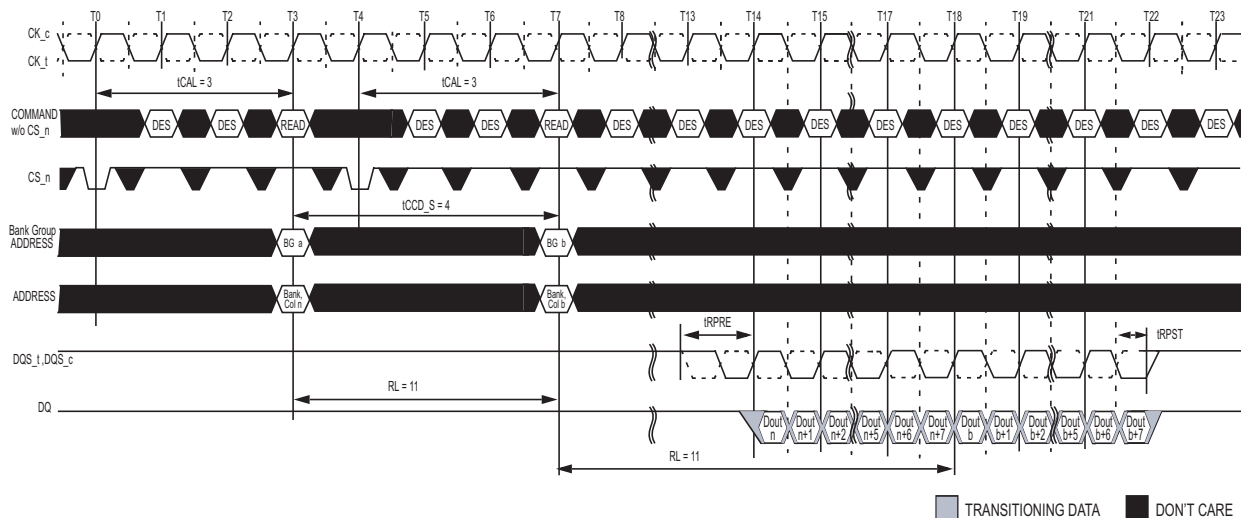 T0 T1 T2 T3 T4 T5 T6 T7 T8 T13 T14 T15 T17 T18 T19 T21 T22 T23
CK_c
CK_t
tCAL = 3 tCAL = 3
COMMAND
w/o CS_n
DES DES READ DES DES READ DES DES DES DES DES DES DES DES DES DES
CS_n
tCCD_S = 4
Bank Group
ADDRESS
BG a BG b
ADDRESS
Bank, Bank,
Col n Col b
tRPRE tRPST
DQS_t ,DQS_c
RL = 11
DQ
Dout Dout Dout Dout Dout Dout Dout Dout Dout Dout Dout Dout
n n+1 n+2 n+5 n+6 n+7 b b+1 b+2 b+5 b+6 b+7
RL = 11
TRANSITIONING DATA DON'T CARE